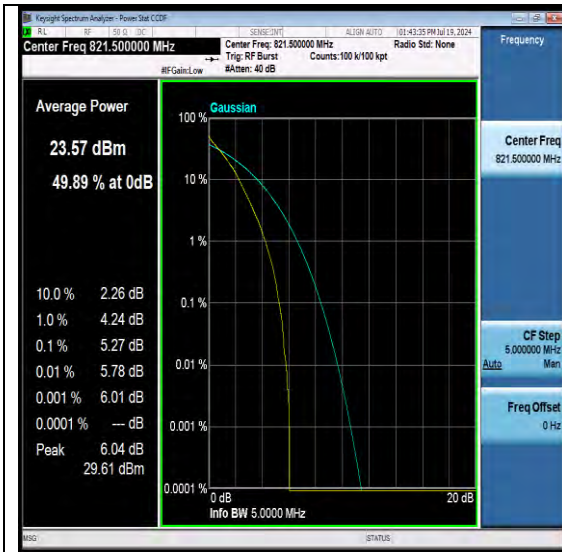 Keysight Spectrum Analyzer - Power Stat CCDF
RL RF 50 Ω DC SENSE:INT ALIGN AUTO 01:43:35 PM Jul 19, 2024
Center Freq 821.500000 MHz
Center Freq: 821.500000 MHz Radio Std: None
Trig: RF Burst Counts:100 k/100 kpt
#IFGain:Low #Atten: 40 dB
Frequency
Average Power
23.57 dBm
49.89 % at 0dB
10.0 % 2.26 dB
1.0 % 4.24 dB
0.1 % 5.27 dB
0.01 % 5.78 dB
0.001 % 6.01 dB
0.0001 % --- dB
Peak 6.04 dB
29.61 dBm
Gaussian
100 %
10 %
1 %
0.1 %
0.01 %
0.001 %
0.0001 %
0 dB 20 dB
Info BW 5.0000 MHz
Center Freq
821.500000 MHz
CF Step
5.000000 MHz
Auto Man
Freq Offset
0 Hz
MSG STATUS